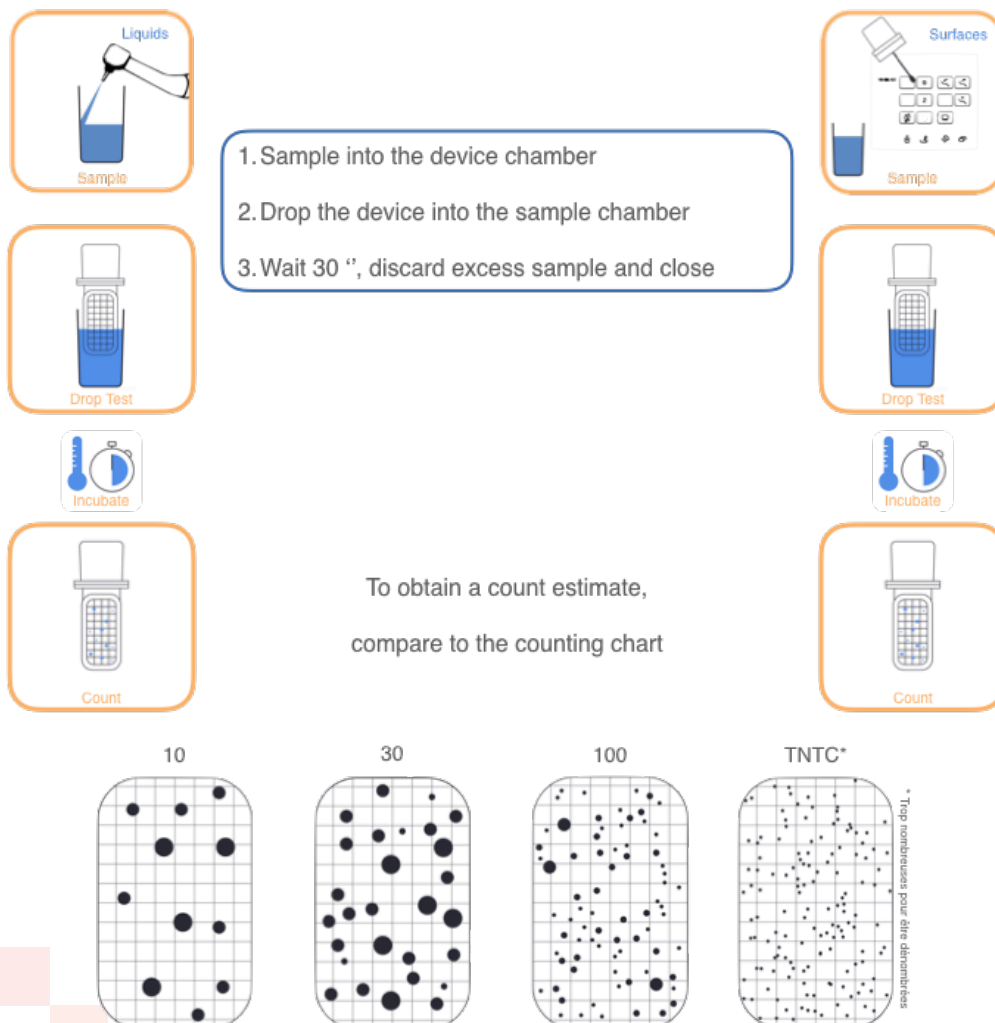 Liquids
Sample
Surfaces
Sample
1. Sample into the device chamber
2. Drop the device into the sample chamber
3. Wait 30 ‘’, discard excess sample and close
Drop Test
Drop Test
Incubate
Incubate
Count
To obtain a count estimate,
compare to the counting chart
Count
10
30
100
TNTC*
* Trop nombreuses pour être dénombrées